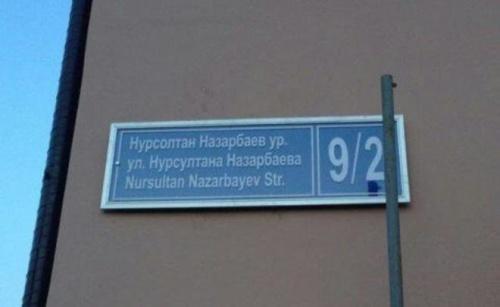 Нурсолтан Назарбаев ур.
ул. Нурсултана Назарбаева
Nursultan Nazarbayev Str.
9/2